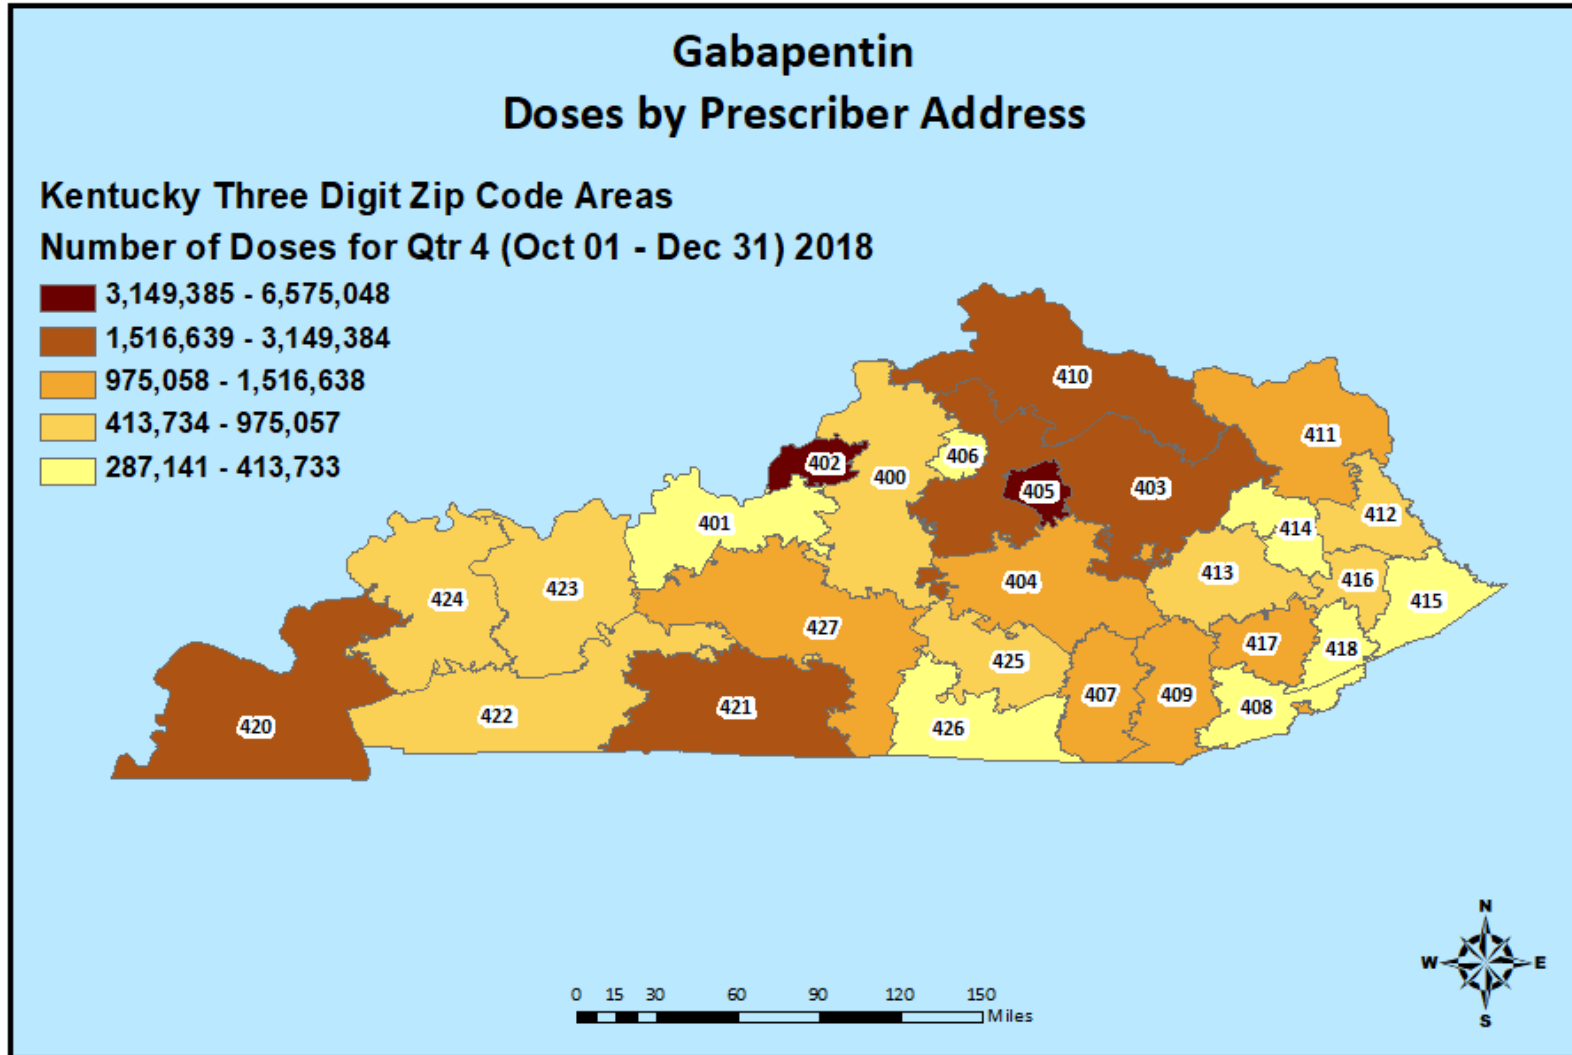 Gabapentin
Doses by Prescriber Address
Kentucky Three Digit Zip Code Areas
Number of Doses for Qtr 4 (Oct 01 - Dec 31) 2018
3,149,385 - 6,575,048
1,516,639 - 3,149,384
975,058 - 1,516,638
413,734 - 975,057
287,141 - 413,733
410
411
402
406
400
405
403
412
401
414
413
404
416
424
423
415
427
417
418
425
407
409
421
408
422
420
426
N
W
E
S
0 15 30 60 90 120 150
Miles